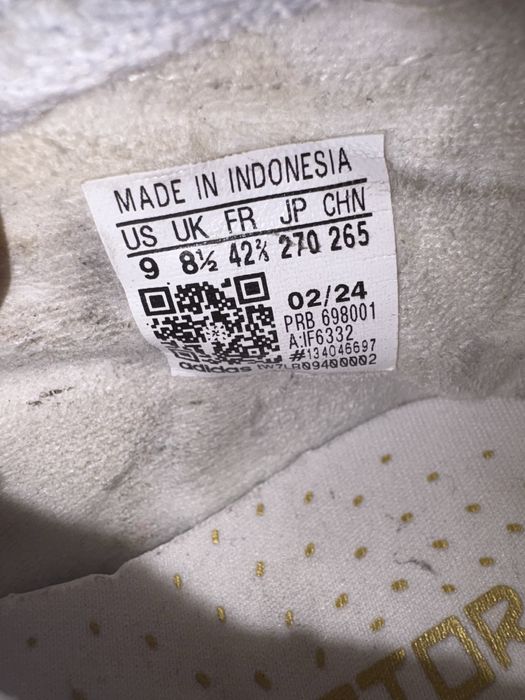 MADE IN INDONESIA
US UK FR JP CHN
9 8½ 42⅔ 270 265
02/24
PRB 698001
A:IF6332
#134046697
adidas